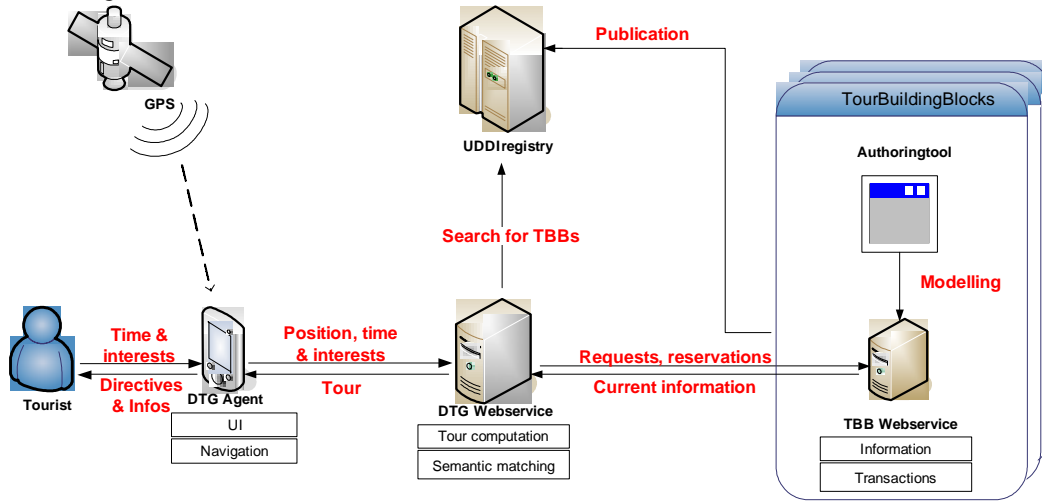 GPS
UDDIregistry
Publication
TourBuildingBlocks
Authoringtool
Search for TBBs
Modelling
Tourist
Time &
interests
Directives
& Infos
DTG Agent
UI
Navigation
Position, time
& interests
Tour
DTG Webservice
Tour computation
Semantic matching
Requests, reservations
Current information
TBB Webservice
Information
Transactions